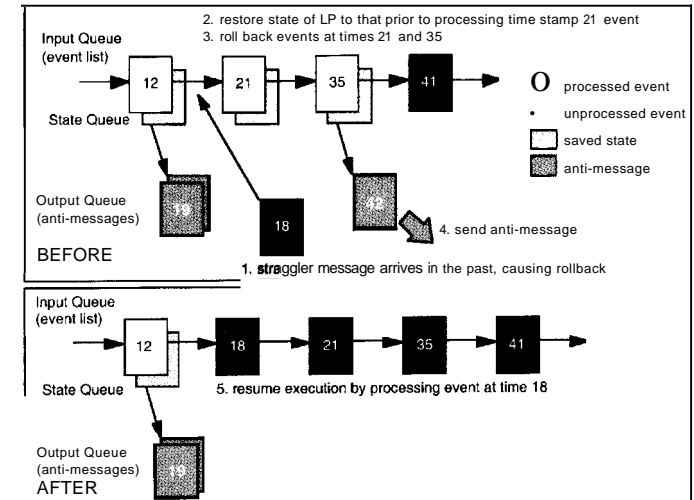 2. restore state of LP to that prior to processing time stamp 21 event
3. roll back events at times 21 and 35
Input Queue
(event list)
12
21
35
41
O processed event
• unprocessed event
saved state
anti-message
State Queue
Output Queue
(anti-messages)
19
18
42
4. send anti-message
BEFORE
1. straggler message arrives in the past, causing rollback
Input Queue
(event list)
12
18
21
35
41
State Queue
5. resume execution by processing event at time 18
Output Queue
(anti-messages)
19
AFTER